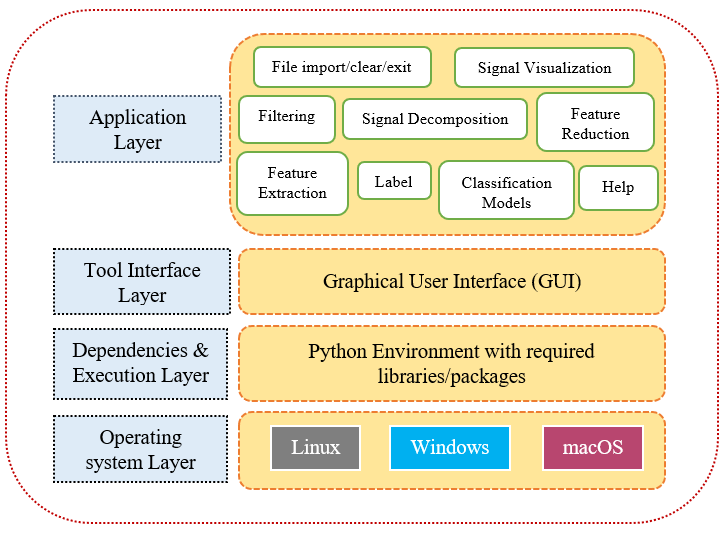 File import/clear/exit
Signal Visualization
Application
Layer
Filtering
Signal Decomposition
Feature
Reduction
Feature
Extraction
Label
Classification
Models
Help
Tool Interface
Layer
Graphical User Interface (GUI)
Dependencies &
Execution Layer
Python Environment with required
libraries/packages
Operating
system Layer
Linux
Windows
macOS